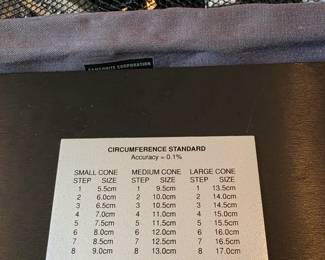 SAMSONITE CORPORATION
CIRCUMFERENCE STANDARD
Accuracy = 0.1%
SMALL CONE MEDIUM CONE LARGE CONE
STEP SIZE STEP SIZE STEP SIZE
1 5.5cm 1 9.5cm 1 13.5cm
2 6.0cm 2 10.0cm 2 14.0cm
3 6.5cm 3 10.5cm 3 14.5cm
4 7.0cm 4 11.0cm 4 15.0cm
5 7.5cm 5 11.5cm 5 15.5cm
6 8.0cm 6 12.0cm 6 16.0cm
7 8.5cm 7 12.5cm 7 16.5cm
8 9.0cm 8 13.0cm 8 17.0cm